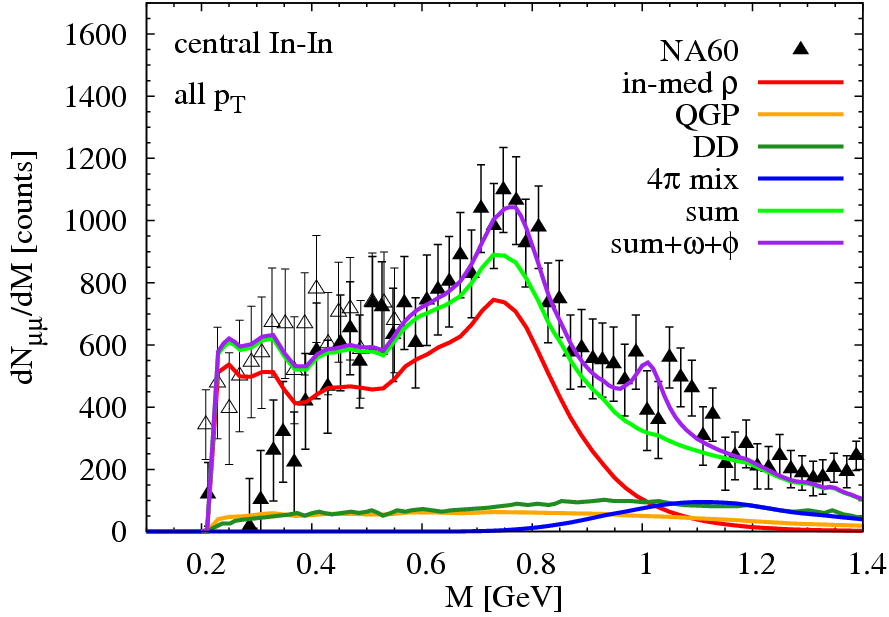 central In-In
all p_T
NA60
in-med ρ
QGP
DD
4π mix
sum
sum+ω+ϕ
dN_μμ/dM [counts]
1600
1400
1200
1000
800
600
400
200
0
0.2 0.4 0.6 0.8 1 1.2 1.4
M [GeV]